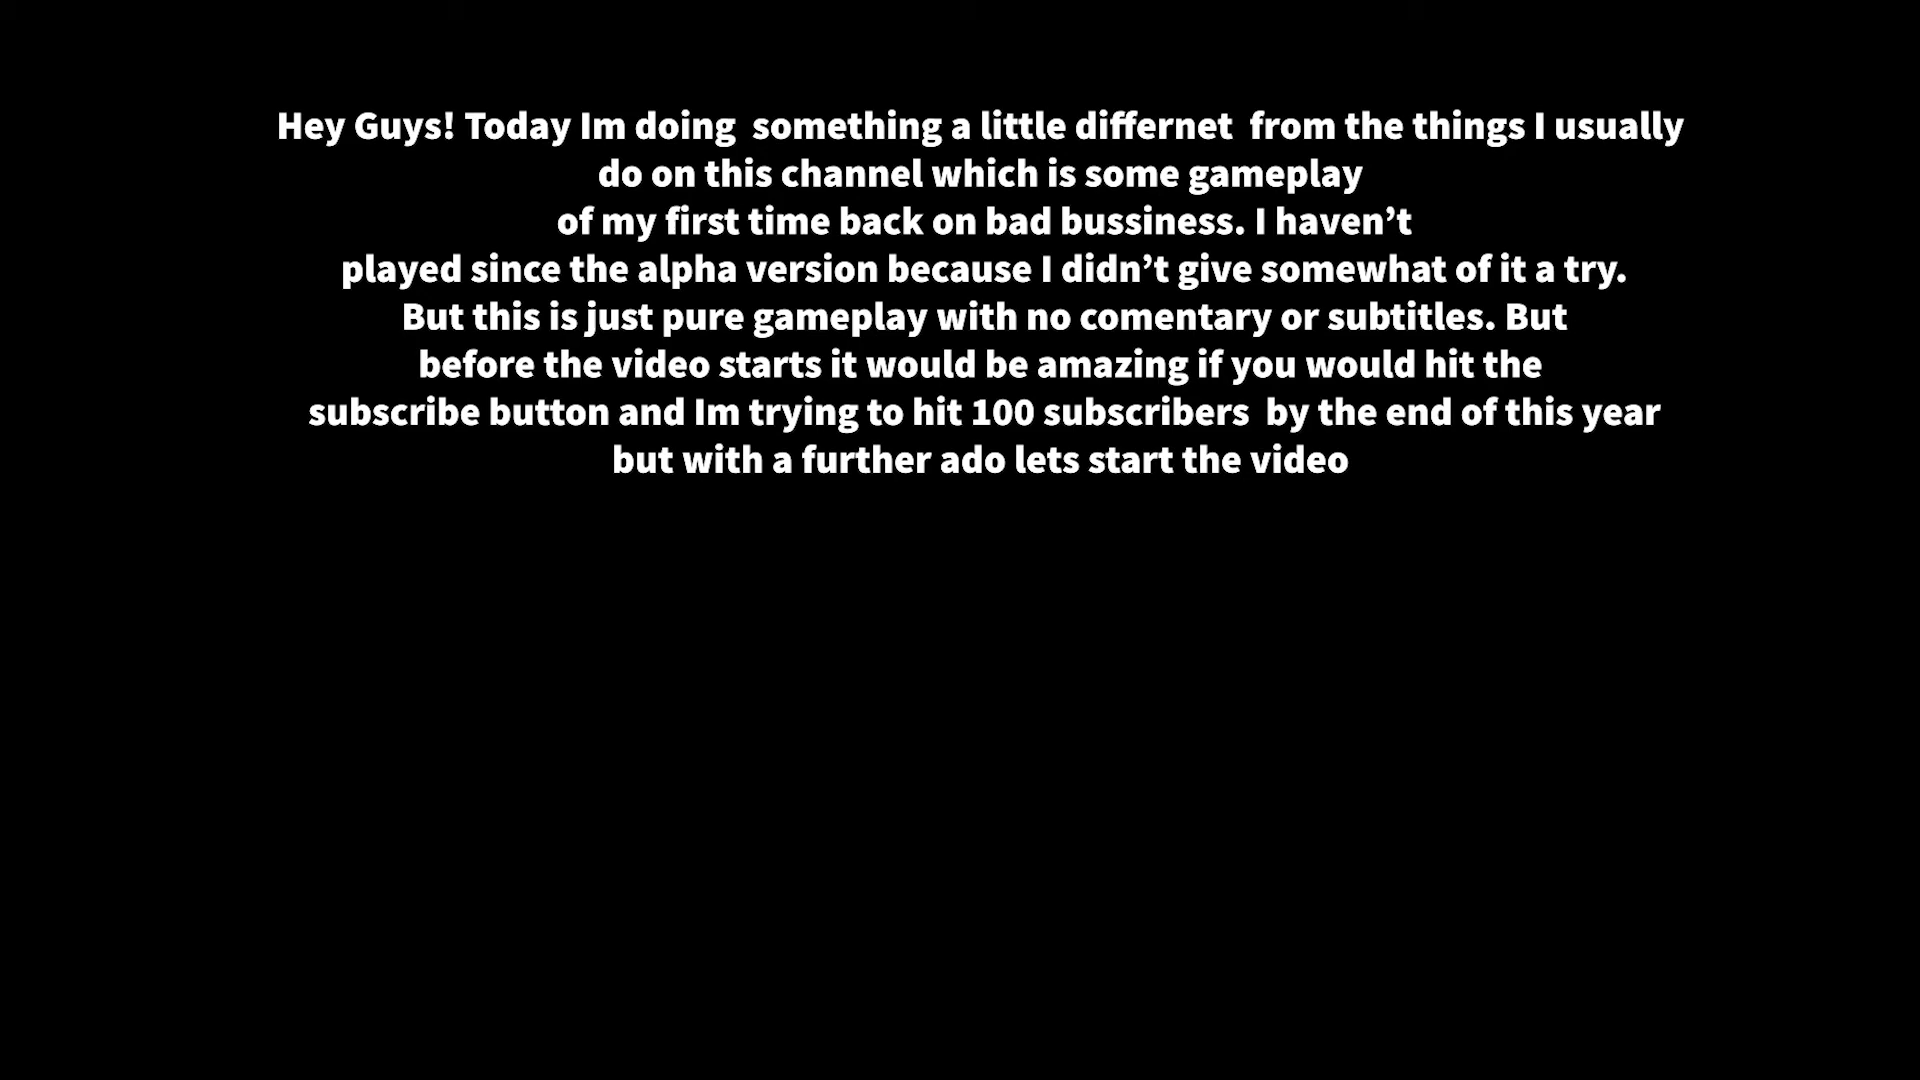 Hey Guys! Today Im doing  something a little differnet  from the things I usually
do on this channel which is some gameplay
of my first time back on bad bussiness. I haven’t
played since the alpha version because I didn’t give somewhat of it a try.
But this is just pure gameplay with no comentary or subtitles. But
before the video starts it would be amazing if you would hit the
subscribe button and Im trying to hit 100 subscribers  by the end of this year
but with a further ado lets start the video